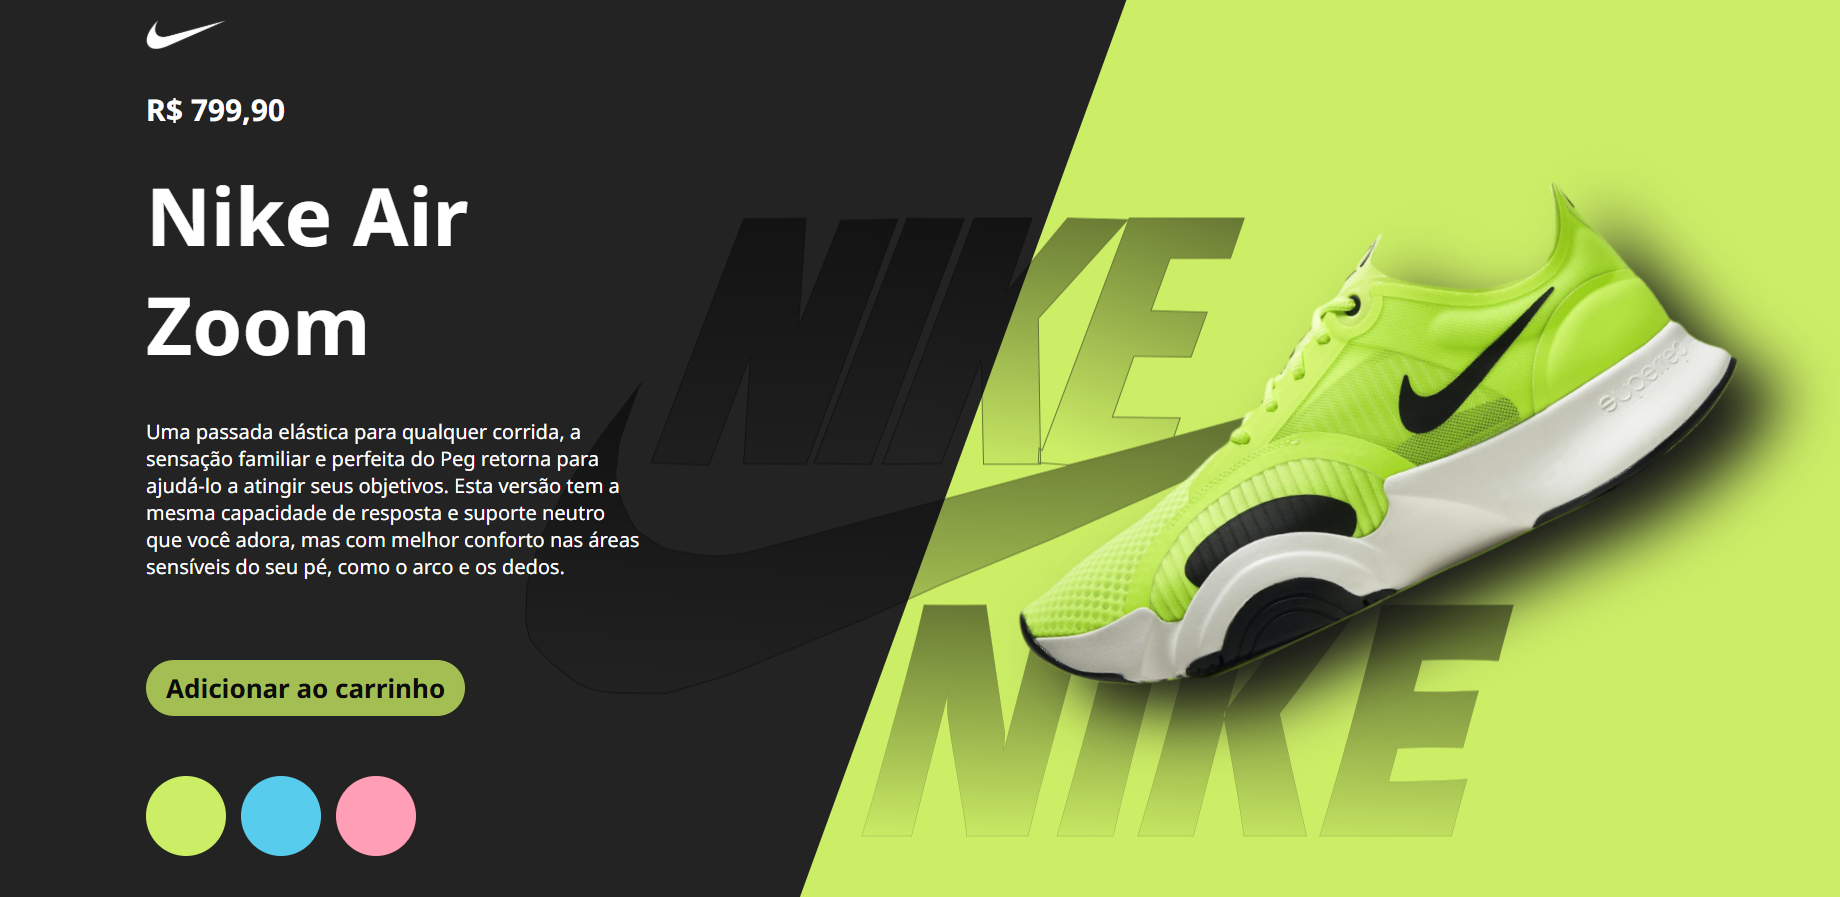 R$ 799,90
Nike Air
Zoom
Uma passada elástica para qualquer corrida, a
sensação familiar e perfeita do Peg retorna para
ajudá-lo a atingir seus objetivos. Esta versão tem a
mesma capacidade de resposta e suporte neutro
que você adora, mas com melhor conforto nas áreas
sensíveis do seu pé, como o arco e os dedos.
Adicionar ao carrinho
NIKE
superrep
NIKE